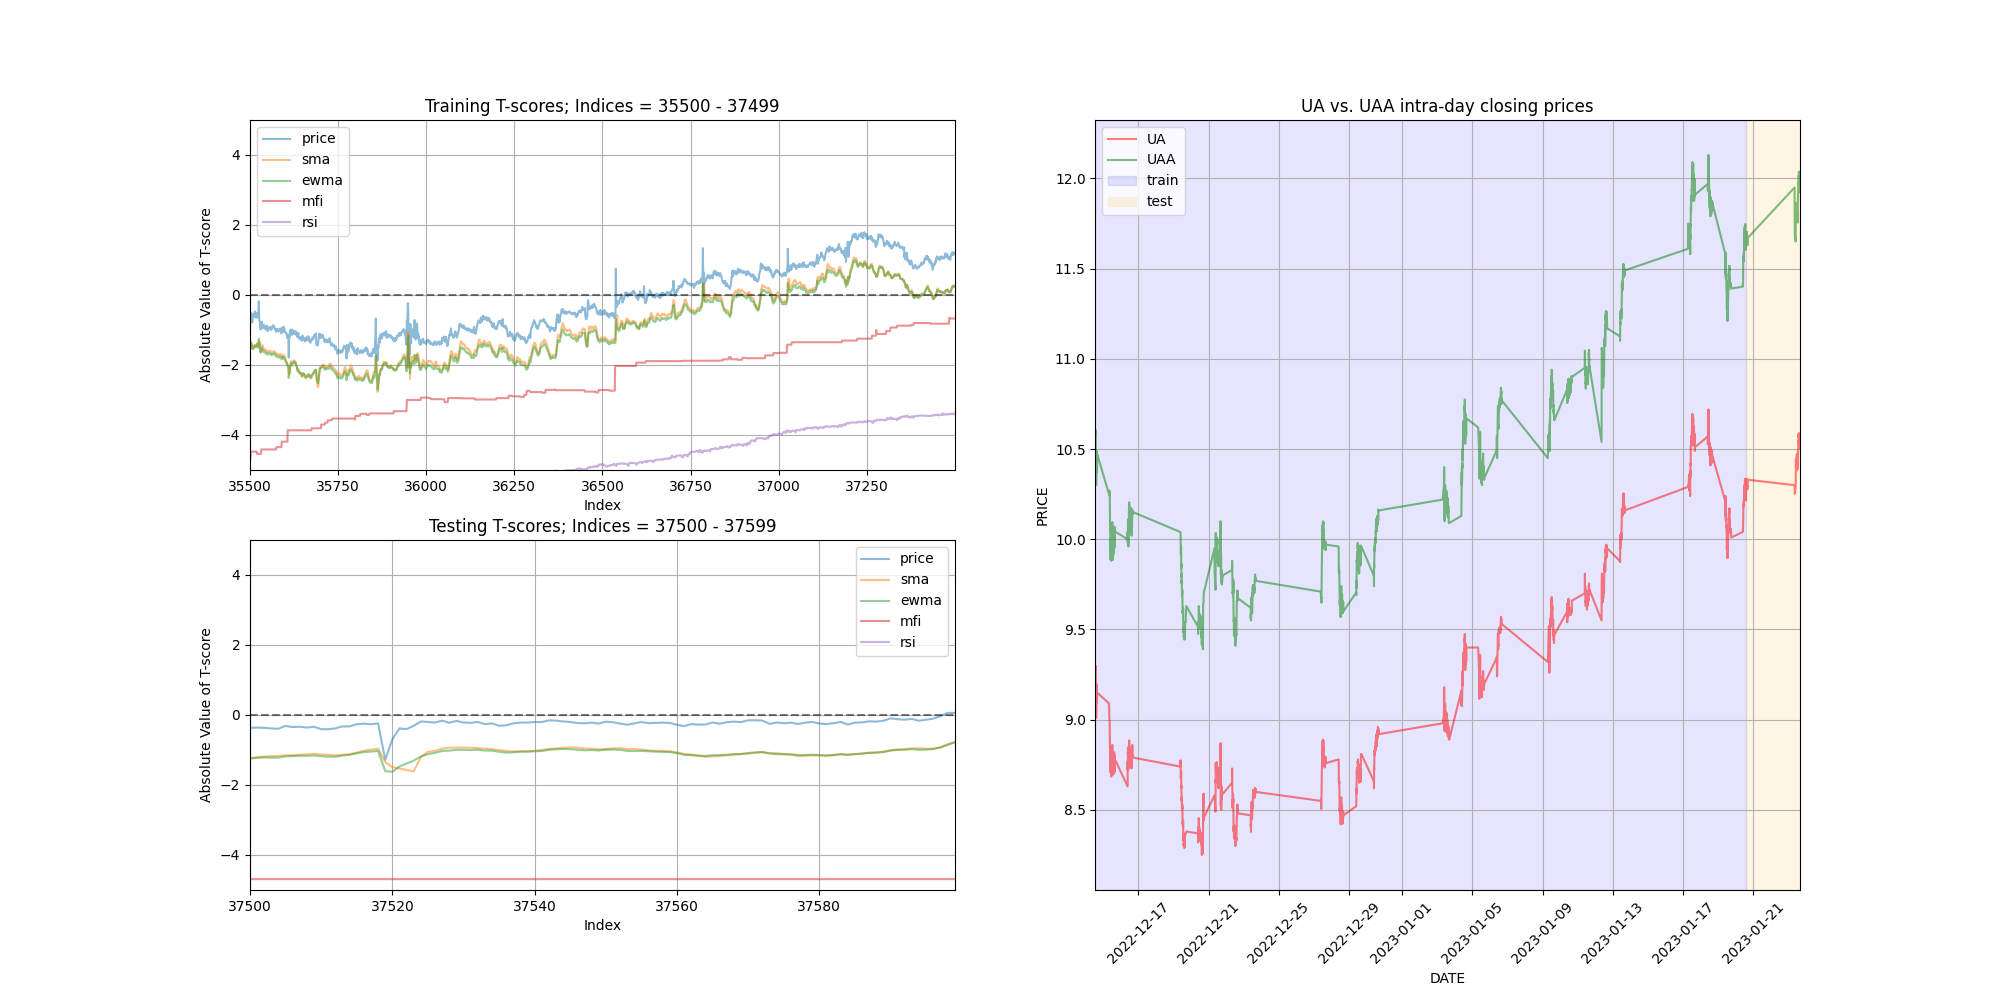 Training T-scores; Indices = 35500 - 37499
price
sma
ewma
mfi
rsi
Absolute Value of T-score
4
2
0
−2
−4
35500 35750 36000 36250 36500 36750 37000 37250
Index
Testing T-scores; Indices = 37500 - 37599
price
sma
ewma
mfi
rsi
Absolute Value of T-score
4
2
0
−2
−4
37500 37520 37540 37560 37580
Index
UA vs. UAA intra-day closing prices
UA
UAA
train
test
PRICE
12.0
11.5
11.0
10.5
10.0
9.5
9.0
8.5
2022-12-17 2022-12-21 2022-12-25 2022-12-29 2023-01-01 2023-01-05 2023-01-09 2023-01-13 2023-01-17 2023-01-21
DATE